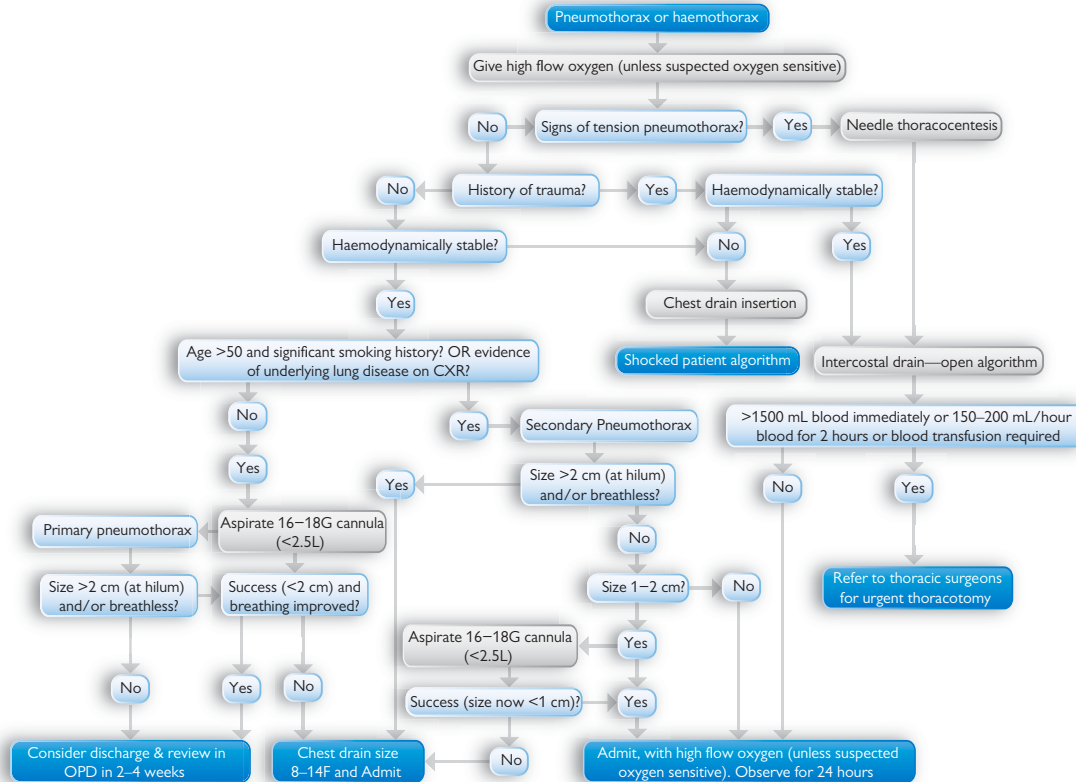 Pneumothorax or haemothorax
Give high flow oxygen (unless suspected oxygen sensitive)
No
Signs of tension pneumothorax?
Yes
Needle thoracocentesis
No
History of trauma?
Yes
Haemodynamically stable?
Haemodynamically stable?
No
Yes
Yes
Chest drain insertion
Age >50 and significant smoking history? OR evidence
of underlying lung disease on CXR?
Shocked patient algorithm
Intercostal drain—open algorithm
No
Yes
Secondary Pneumothorax
>1500 mL blood immediately or 150–200 mL/hour
blood for 2 hours or blood transfusion required
Yes
Yes
Size >2 cm (at hilum)
and/or breathless?
No
Yes
Primary pneumothorax
Aspirate 16–18G cannula
(<2.5L)
No
Size >2 cm (at hilum)
and/or breathless?
Success (<2 cm) and
breathing improved?
Size 1–2 cm?
No
Refer to thoracic surgeons
for urgent thoracotomy
Aspirate 16–18G cannula
(<2.5L)
Yes
No
Yes
No
Success (size now <1 cm)?
Yes
Consider discharge & review in
OPD in 2–4 weeks
Chest drain size
8–14F and Admit
No
Admit, with high flow oxygen (unless suspected
oxygen sensitive). Observe for 24 hours